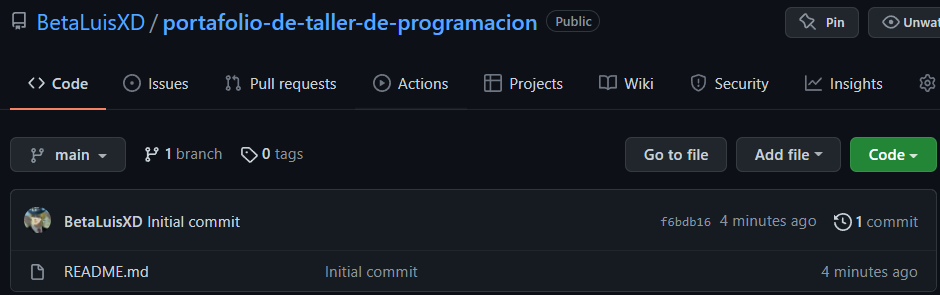 BetaLuisXD / portafolio-de-taller-de-programacion Public Pin Unwat
Code Issues Pull requests Actions Projects Wiki Security Insights
main 1 branch 0 tags Go to file Add file Code
BetaLuisXD Initial commit f6bdb16 4 minutes ago 1 commit
README.md Initial commit 4 minutes ago